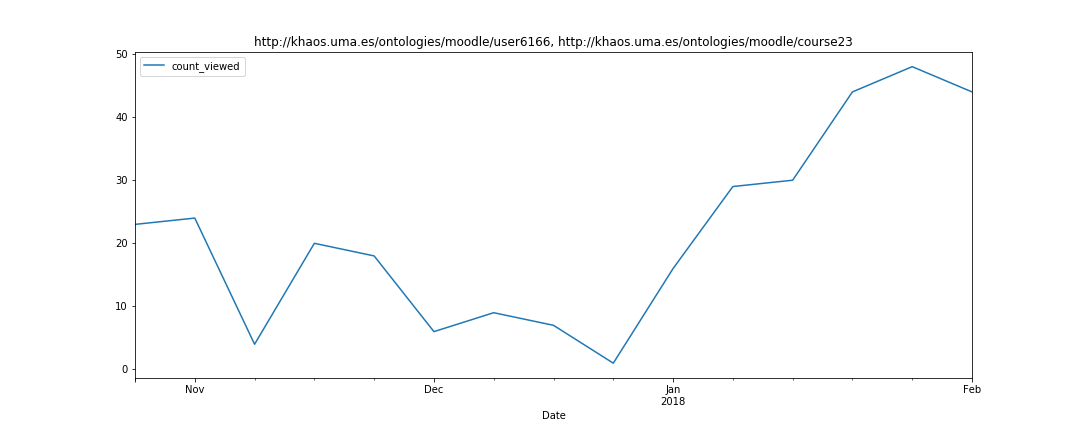 http://khaos.uma.es/ontologies/moodle/user6166, http://khaos.uma.es/ontologies/moodle/course23
count_viewed
50
40
30
20
10
0
Nov
Dec
Jan
2018
Feb
Date